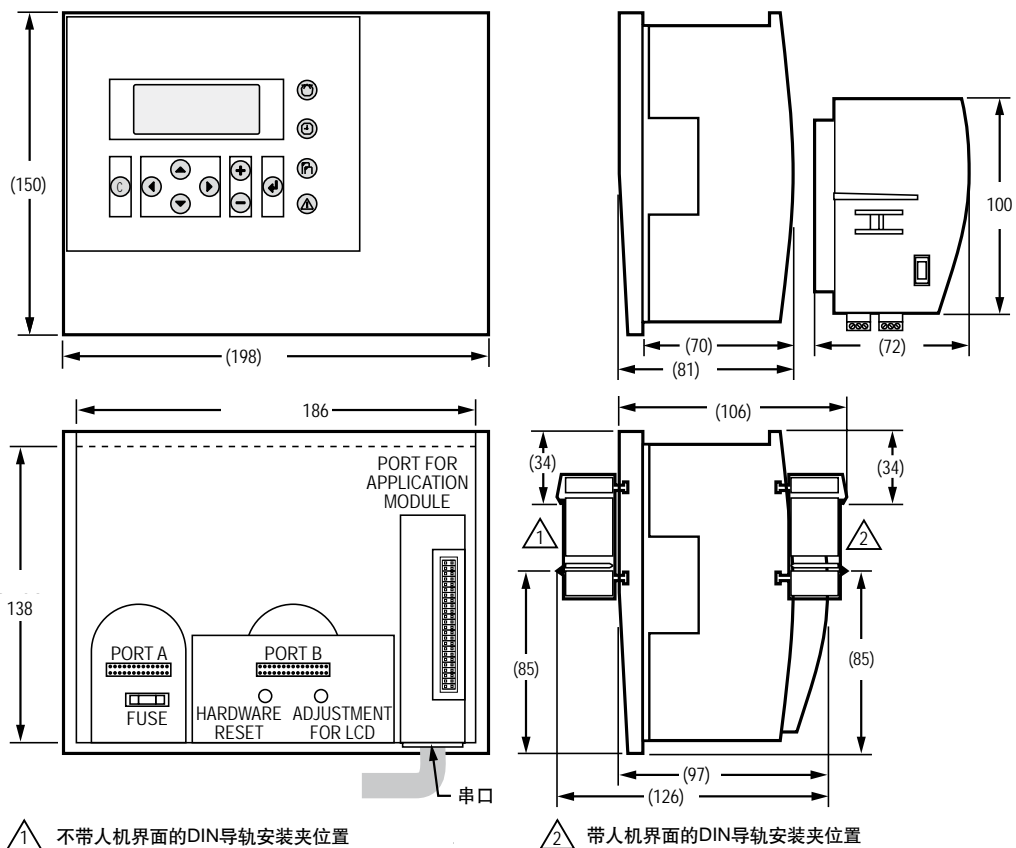 (150)
C
(198)
100
(70)
(72)
(81)
186
(106)
PORT FOR
APPLICATION
MODULE
(34)
(34)
1
2
138
PORT A
PORT B
(85)
(85)
FUSE
HARDWARE
RESET
ADJUSTMENT
FOR LCD
(97)
串口
(126)
1 不带人机界面的DIN导轨安装夹位置
2 带人机界面的DIN导轨安装夹位置